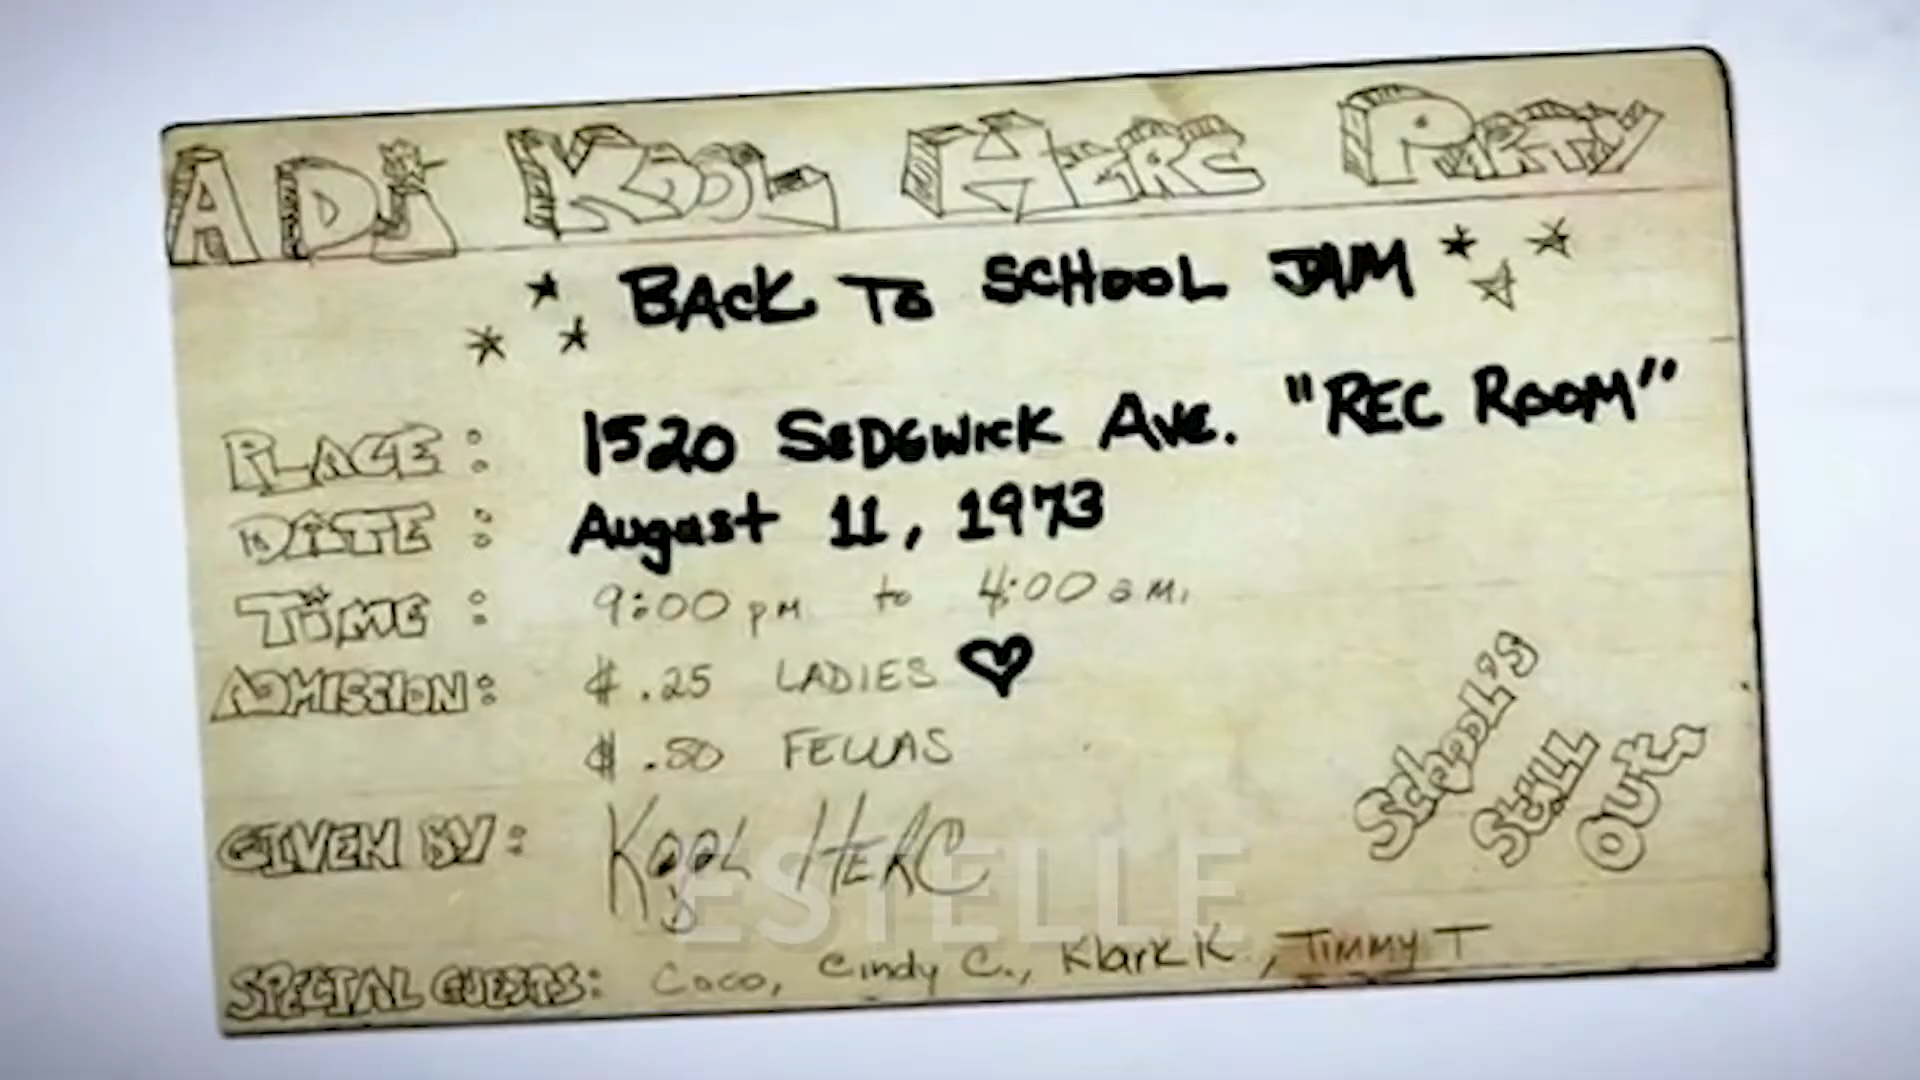 A DJ KOOL HERC PARTY
BACK TO SCHOOL JAM
PLACE: 1520 SEDGWICK AVE. "REC ROOM"
DATE: August 11, 1973
TIME: 9:00 pm to 4:00 a.m.
ADMISSION: $.25 LADIES
$.50 FELLAS
School's
Still
Out
GIVEN BY: KOOL HERC
ESTELLE
SPECIAL GUESTS: Coco, Cindy C., Klark K., Timmy T